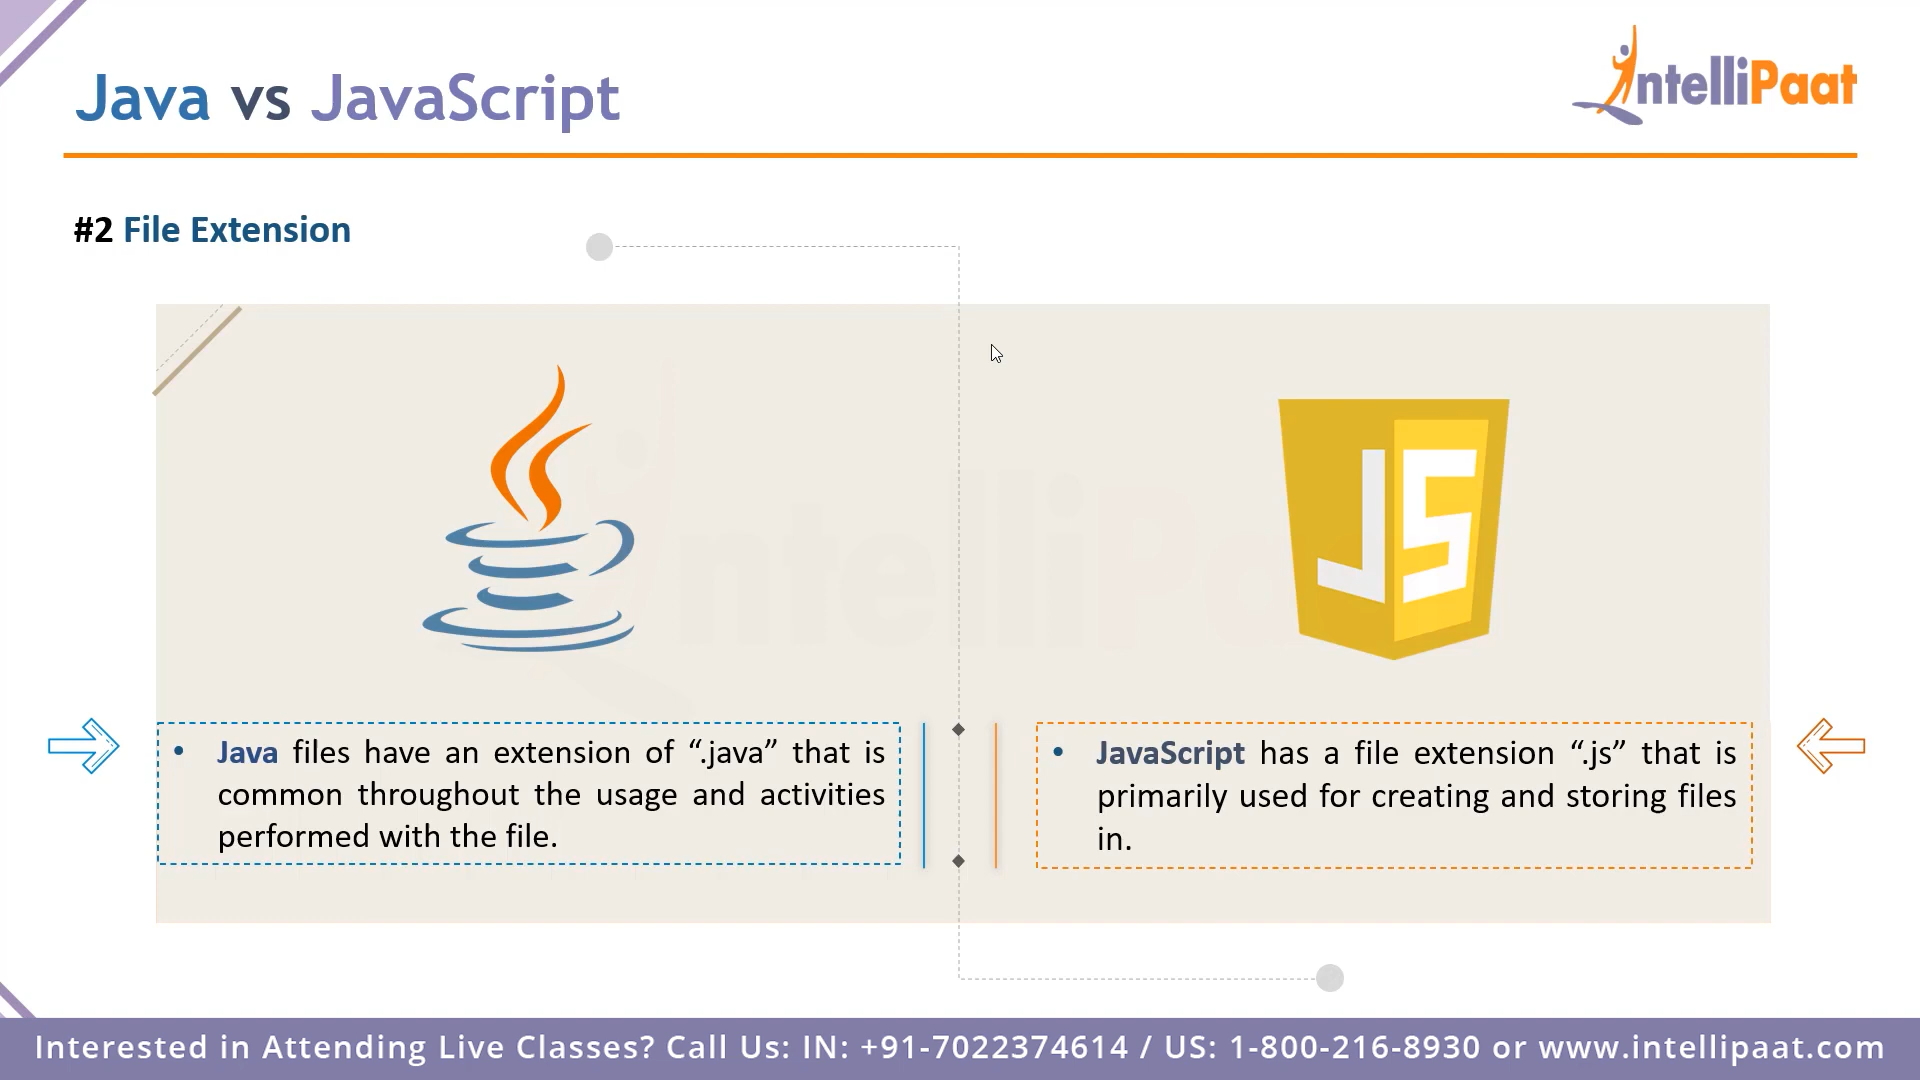 Java vs JavaScript
IntelliPaat
#2 File Extension
IntelliPaat
JS
• Java files have an extension of “.java” that is
common throughout the usage and activities
performed with the file.
• JavaScript has a file extension “.js” that is
primarily used for creating and storing files
in.
Interested in Attending Live Classes? Call Us: IN: +91-7022374614 / US: 1-800-216-8930 or www.intellipaat.com